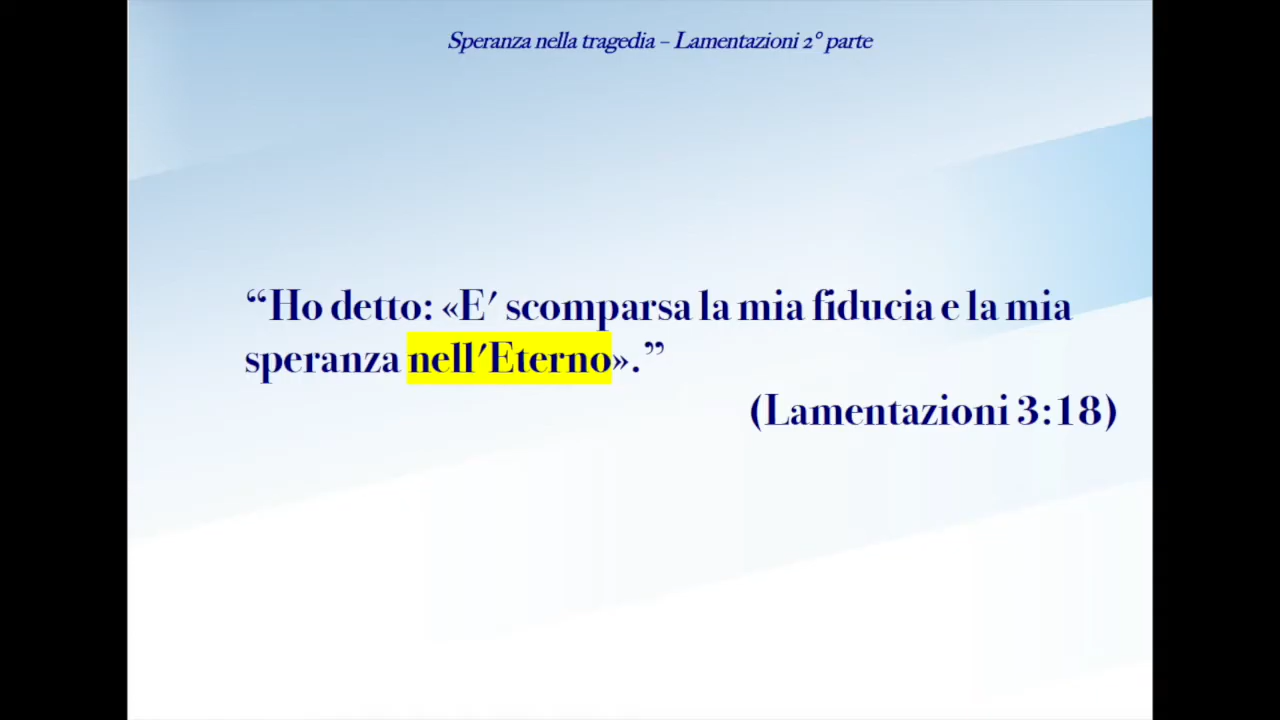 Speranza nella tragedia – Lamentazioni 2° parte
“Ho detto: «E' scomparsa la mia fiducia e la mia
speranza nell'Eterno».”
(Lamentazioni 3:18)